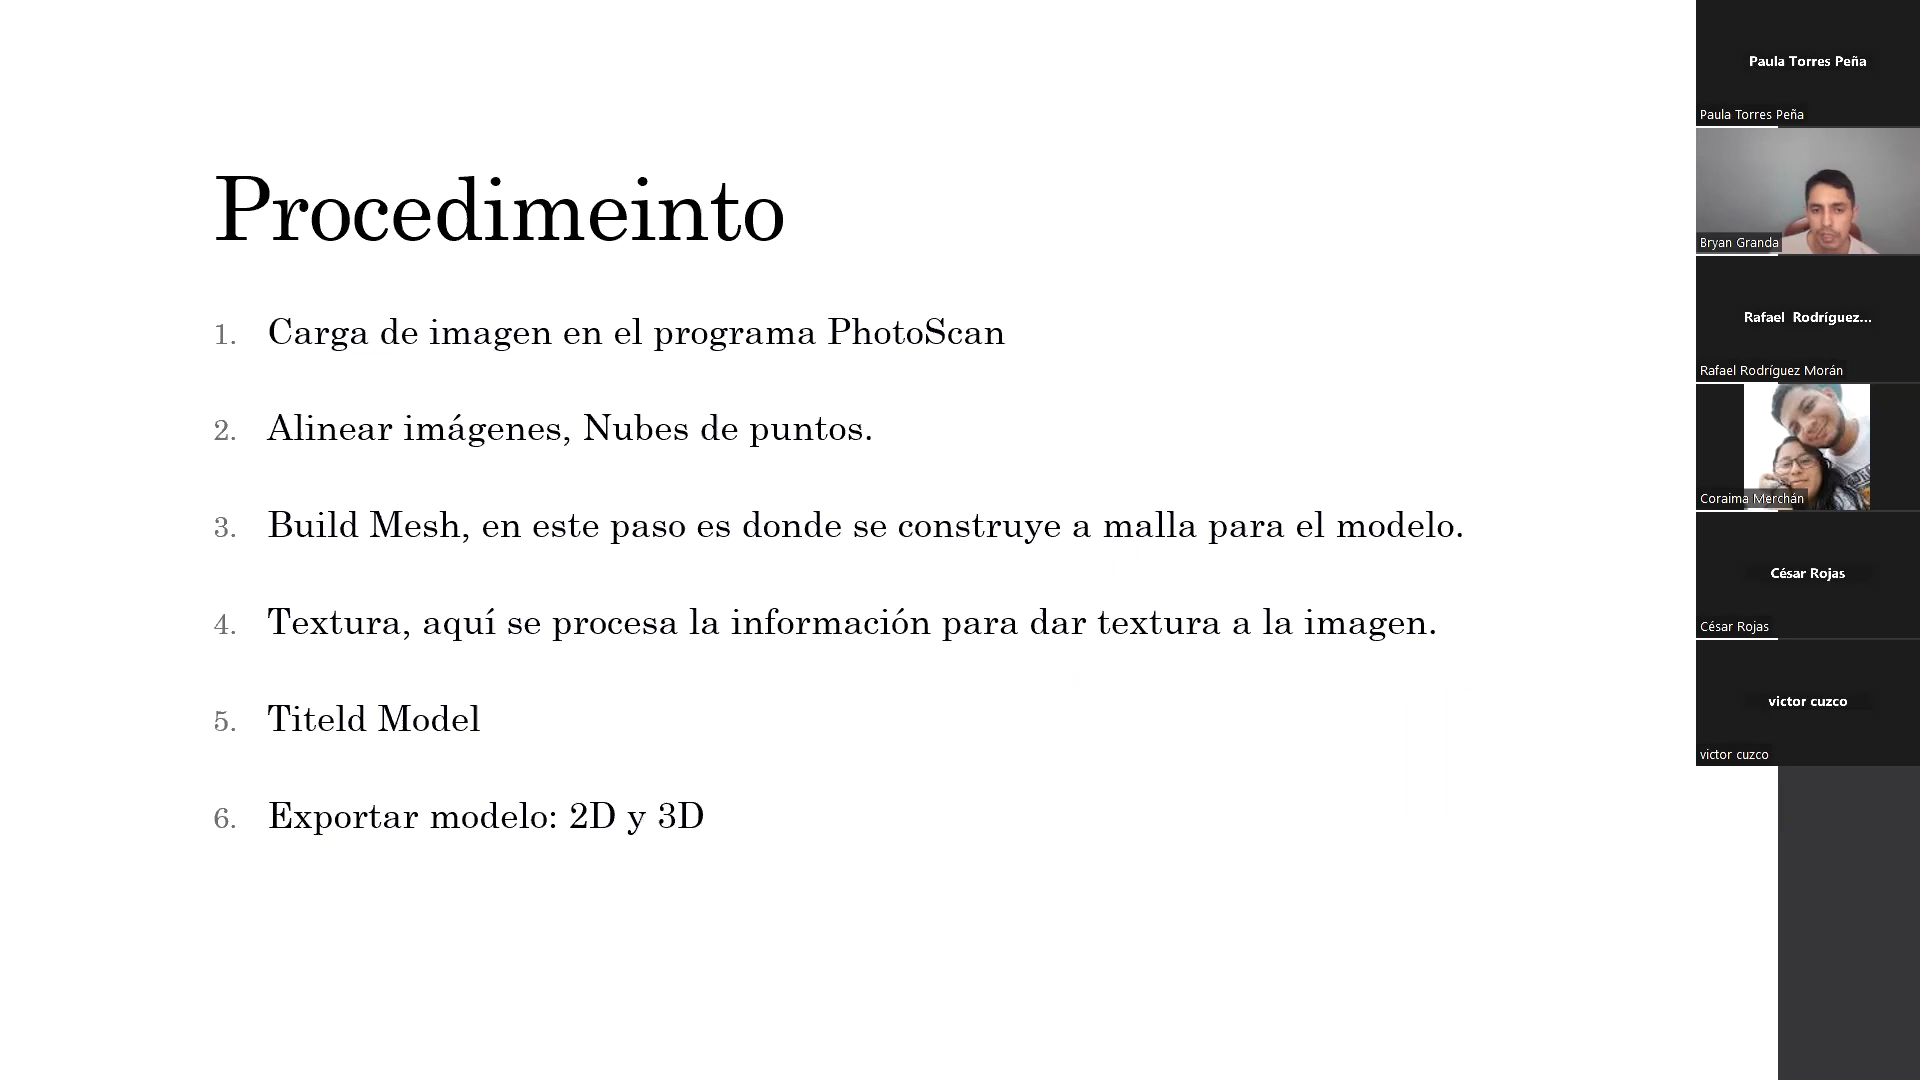 Procedimeinto
1. Carga de imagen en el programa PhotoScan
2. Alinear imágenes, Nubes de puntos.
3. Build Mesh, en este paso es donde se construye a malla para el modelo.
4. Textura, aquí se procesa la información para dar textura a la imagen.
5. Titeld Model
6. Exportar modelo: 2D y 3D
Paula Torres Peña
Paula Torres Peña
Bryan Granda
Rafael Rodríguez...
Rafael Rodríguez Morán
Coraima Merchán
César Rojas
César Rojas
victor cuzco
victor cuzco